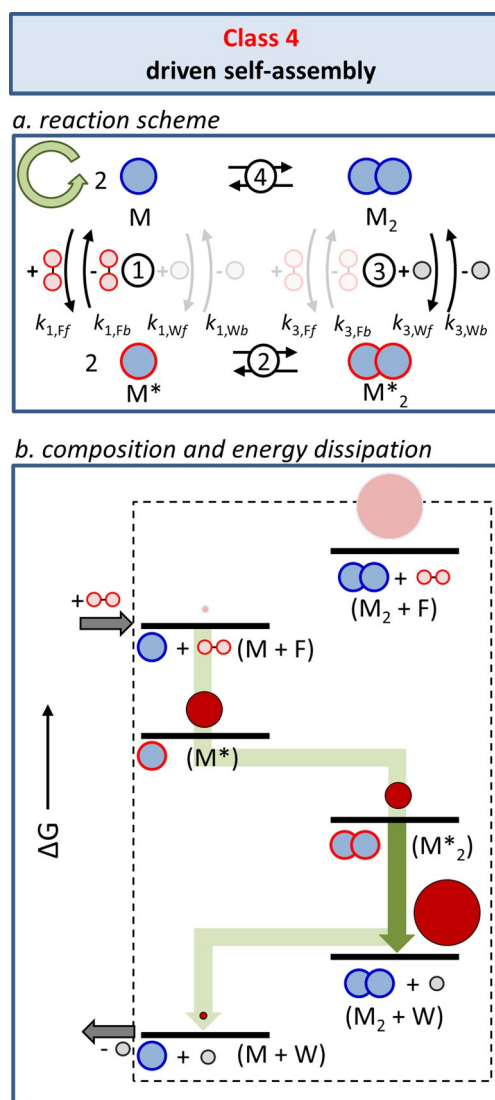 Class 4
driven self-assembly
a. reaction scheme
2 M 4 M₂
+ - 1 + - + - 3 + -
k₁,Ff k₁,Fb k₁,Wf k₁,Wb k₃,Ff k₃,Fb k₃,Wf k₃,Wb
2 M* 2 M*₂
b. composition and energy dissipation
+
+ (M₂ + F)
+ (M + F)
(M*)
ΔG
(M*₂)
+
(M₂ + W)
-
+ (M + W)